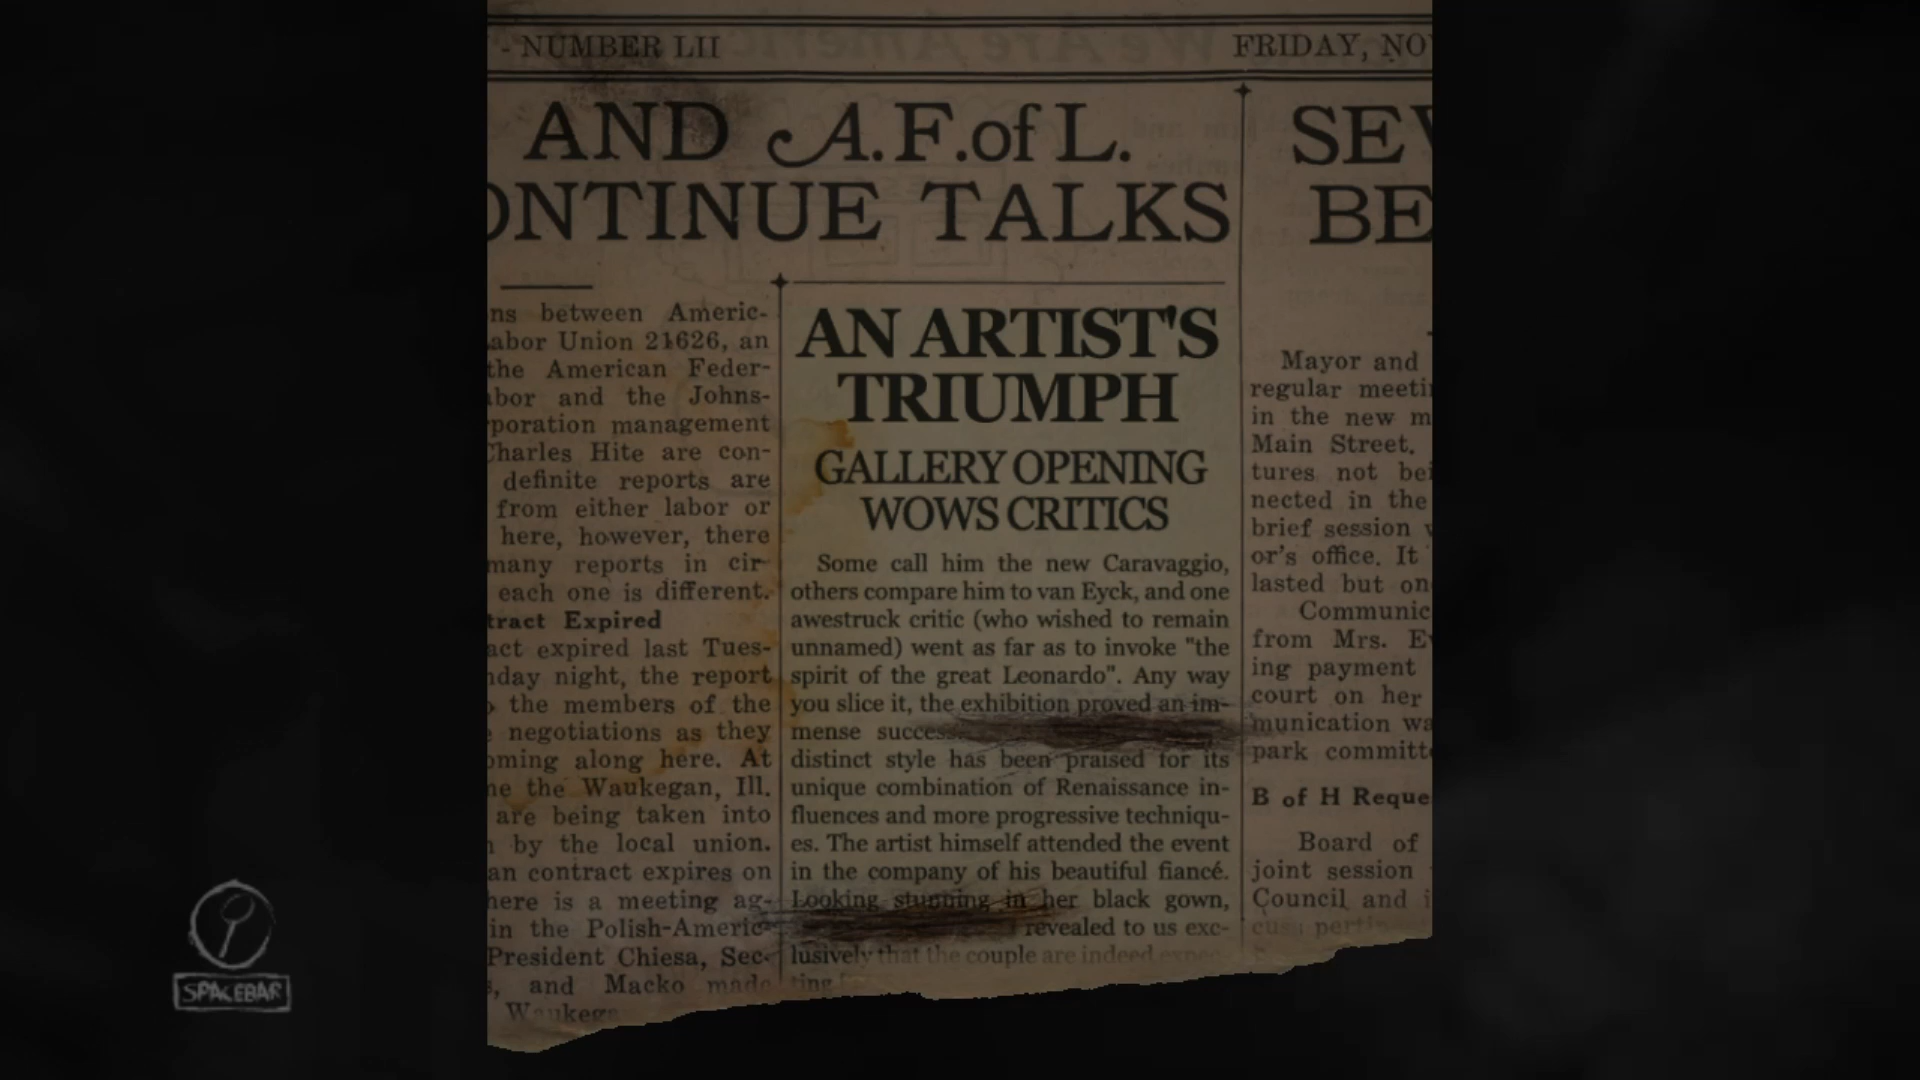 - NUMBER LII
FRIDAY, NO
AND A.F.of L.
ONTINUE TALKS
SEV
BE
ns between Americ-
abor Union 21626, an
the American Feder-
abor and the Johns-
poration management
Charles Hite are con-
definite reports are
from either labor or
here, however, there
many reports in cir-
each one is different.
tract Expired
act expired last Tues-
nday night, the report
the members of the
negotiations as they
oming along here. At
ne the Waukegan, Ill.
are being taken into
n by the local union.
an contract expires on
here is a meeting ag-
in the Polish-Americ-
President Chiesa, Sec-
s, and Macko made
Waukega
AN ARTIST'S
TRIUMPH
GALLERY OPENING
WOWS CRITICS
Some call him the new Caravaggio,
others compare him to van Eyck, and one
awestruck critic (who wished to remain
unnamed) went as far as to invoke "the
spirit of the great Leonardo". Any way
you slice it, the exhibition proved an im-
mense success
distinct style has been praised for its
unique combination of Renaissance in-
fluences and more progressive techniqu-
es. The artist himself attended the event
in the company of his beautiful fiancé.
Looking stunning in her black gown,
revealed to us exc-
lusively that the couple are indeed expec-
ting
Mayor and
regular meeti
in the new m
Main Street.
tures not bei
nected in the
brief session w
or's office. It
lasted but on
Communic
from Mrs. Ev
ing payment
court on her
munication wa
park committe
B of H Reque
Board of
joint session
Council and i
SPACEBAR